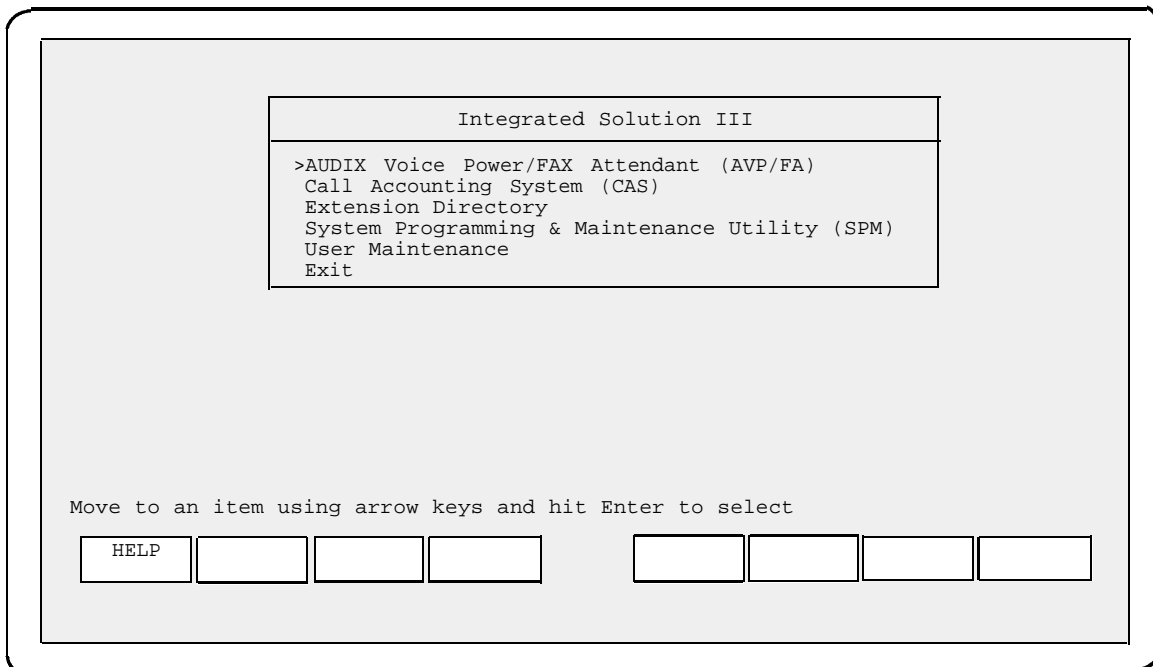 Integrated Solution III
>AUDIX Voice Power/FAX Attendant (AVP/FA)
Call Accounting System (CAS)
Extension Directory
System Programming & Maintenance Utility (SPM)
User Maintenance
Exit
Move to an item using arrow keys and hit Enter to select
HELP